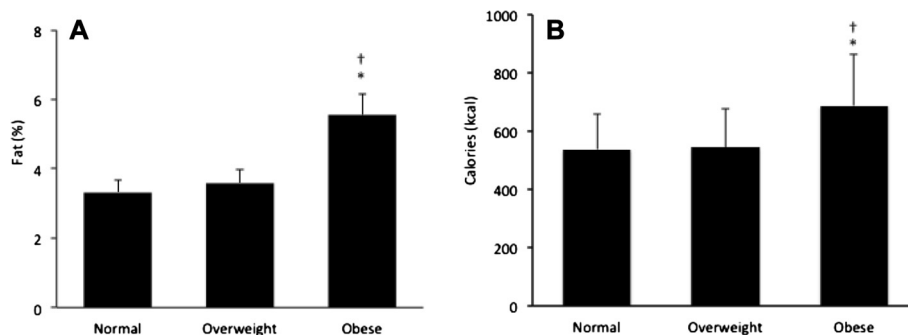 A
8
6
4
2
0
Fat (%)
†
*
Normal Overweight Obese
B
1000
800
600
400
200
0
Calories (kcal)
†
*
Normal Overweight Obese